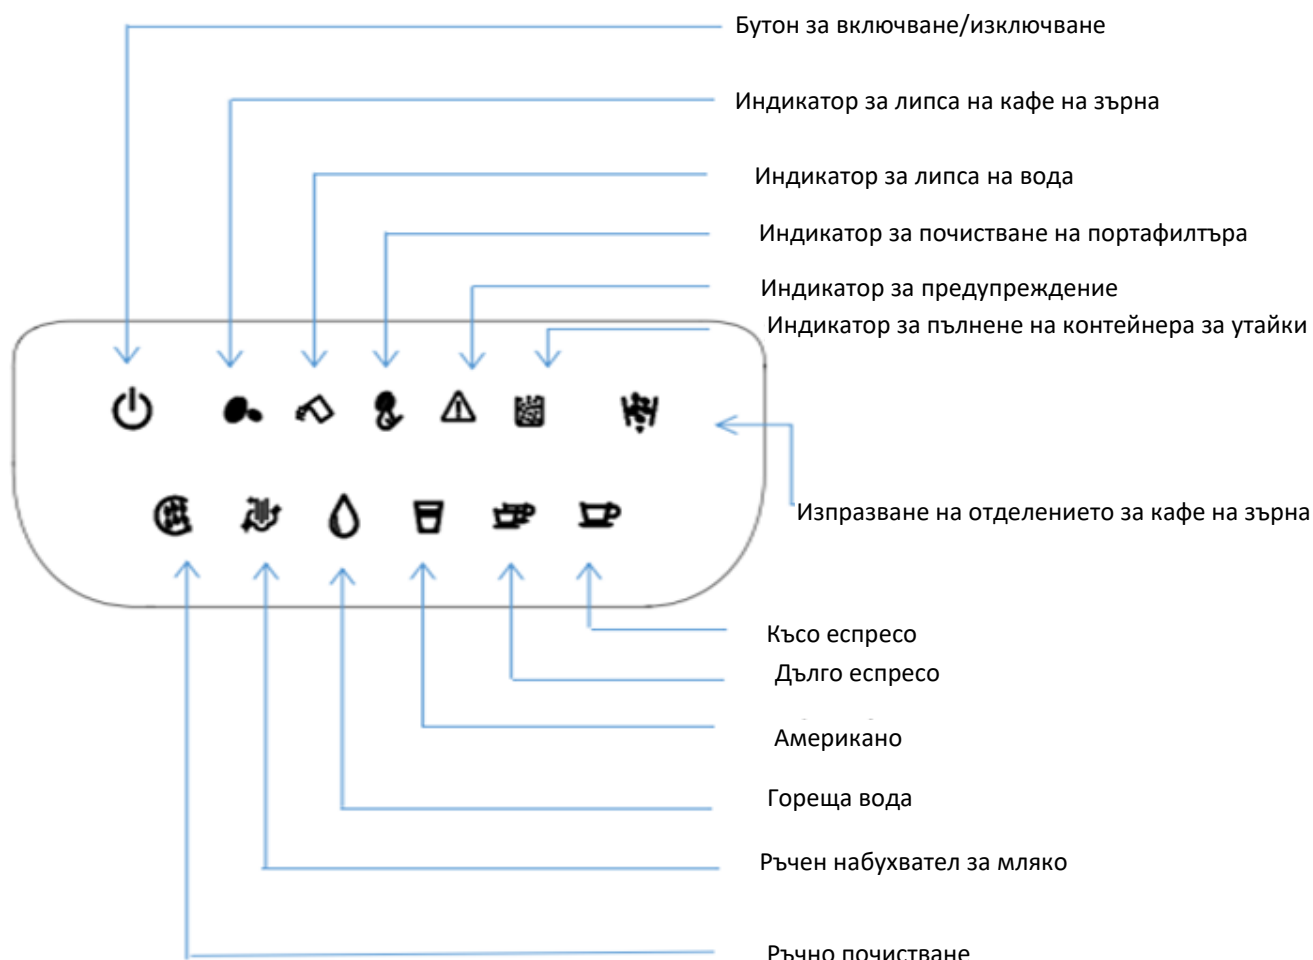 Бутон за включване/изключване
Индикатор за липса на кафе на зърна
Индикатор за липса на вода
Индикатор за почистване на портафилтъра
Индикатор за предупреждение
Индикатор за пълнене на контейнера за утайки
Изпразване на отделението за кафе на зърна
Късо еспресо
Дълго еспресо
Американо
Гореща вода
Ръчен набухвател за мляко
Ръчно почистване